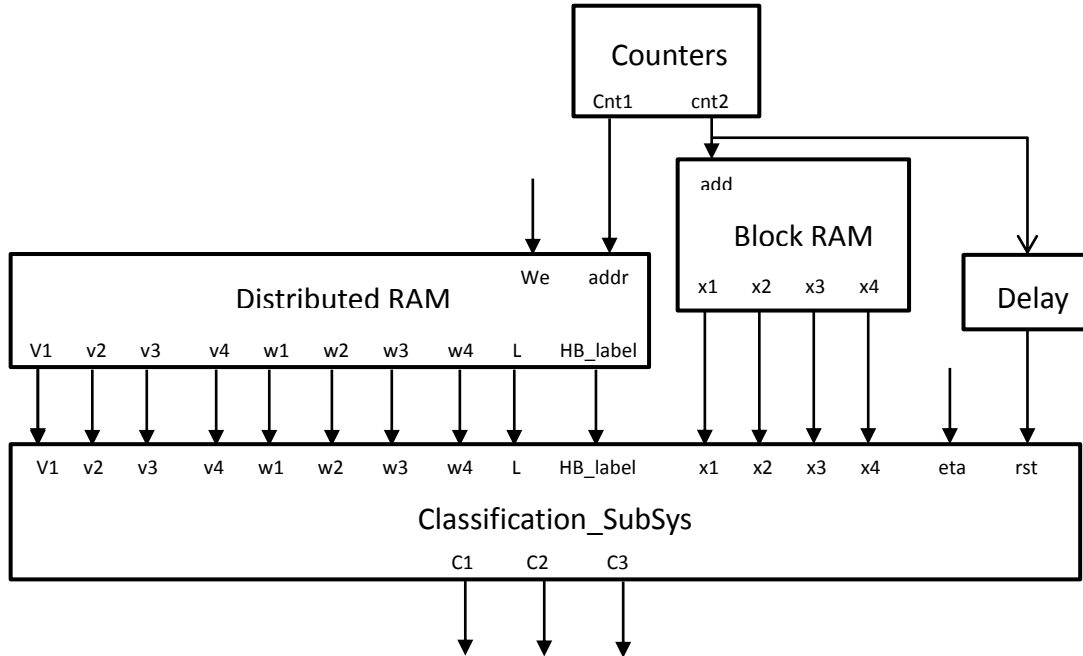 Counters
Cnt1 cnt2
add
Block RAM
x1 x2 x3 x4
We addr
Distributed RAM
V1 v2 v3 v4 w1 w2 w3 w4 L HB_label
Delay
V1 v2 v3 v4 w1 w2 w3 w4 L HB_label x1 x2 x3 x4 eta rst
Classification_SubSys
C1 C2 C3